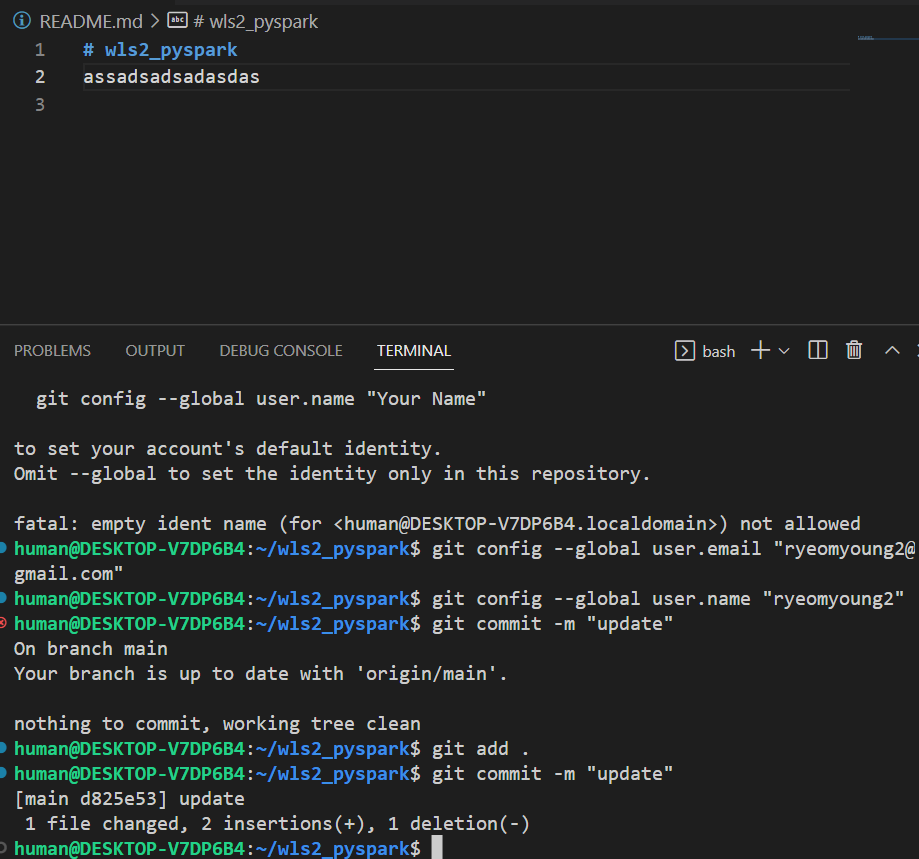 README.md > # wls2_pyspark
1 # wls2_pyspark
2 assadsadsadasdas
3
PROBLEMS OUTPUT DEBUG CONSOLE TERMINAL bash
git config --global user.name "Your Name"
to set your account's default identity.
Omit --global to set the identity only in this repository.
fatal: empty ident name (for <human@DESKTOP-V7DP6B4.localdomain>) not allowed
human@DESKTOP-V7DP6B4:~/wls2_pyspark$ git config --global user.email "ryeomyoung2@
gmail.com"
human@DESKTOP-V7DP6B4:~/wls2_pyspark$ git config --global user.name "ryeomyoung2"
human@DESKTOP-V7DP6B4:~/wls2_pyspark$ git commit -m "update"
On branch main
Your branch is up to date with 'origin/main'.
nothing to commit, working tree clean
human@DESKTOP-V7DP6B4:~/wls2_pyspark$ git add .
human@DESKTOP-V7DP6B4:~/wls2_pyspark$ git commit -m "update"
[main d825e53] update
1 file changed, 2 insertions(+), 1 deletion(-)
human@DESKTOP-V7DP6B4:~/wls2_pyspark$